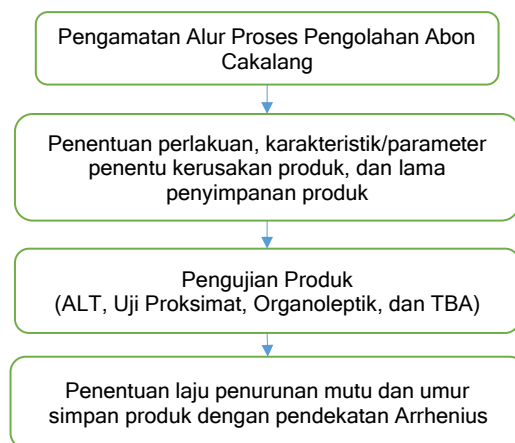 Pengamatan Alur Proses Pengolahan Abon
Cakalang
Penentuan perlakuan, karakteristik/parameter
penentu kerusakan produk, dan lama
penyimpanan produk
Pengujian Produk
(ALT, Uji Proksimat, Organoleptik, dan TBA)
Penentuan laju penurunan mutu dan umur
simpan produk dengan pendekatan Arrhenius